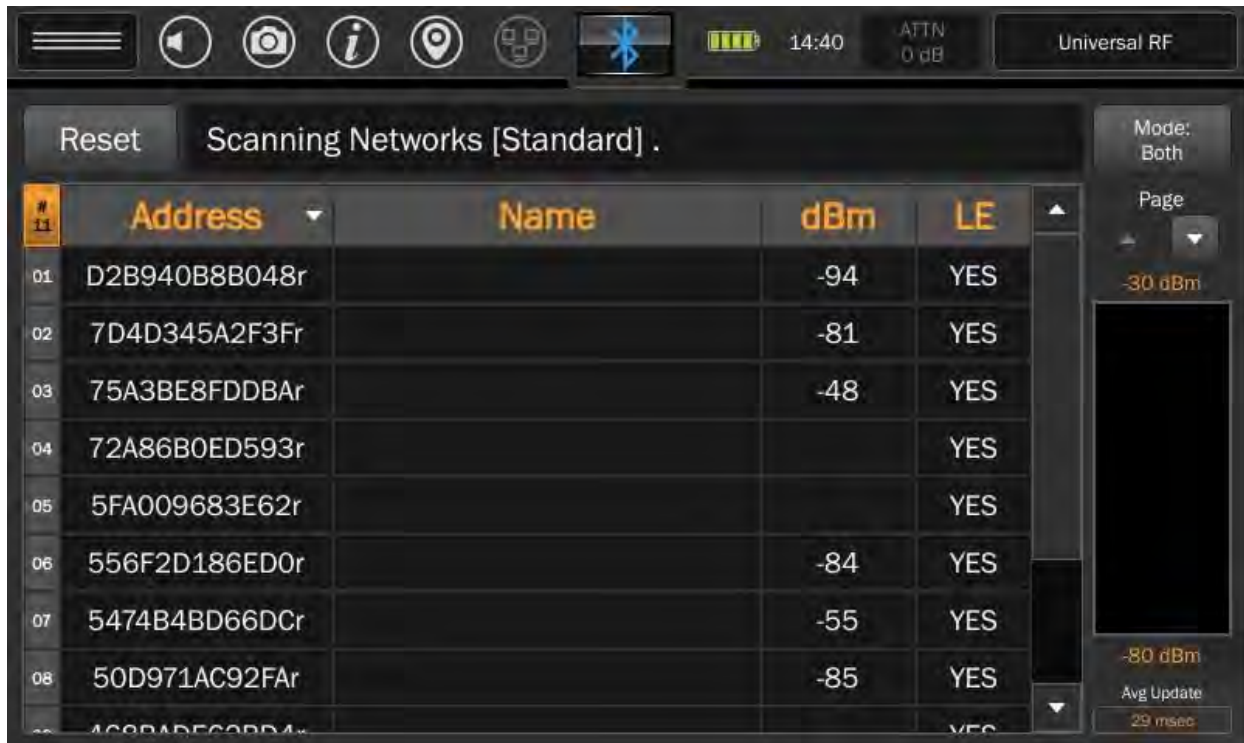 14:40
ATTN
0 dB
Universal RF
Reset
Scanning Networks [Standard] .
Mode:
Both
# 11 Address Name dBm LE
Page
01 D2B940B8B048r -94 YES
-30 dBm
02 7D4D345A2F3Fr -81 YES
03 75A3BE8FDDBAr -48 YES
04 72A86B0ED593r YES
05 5FA009683E62r YES
06 556F2D186ED0r -84 YES
07 5474B4BD66DCr -55 YES
08 50D971AC92FAr -85 YES
-80 dBm
Avg Update
29 msec
YES